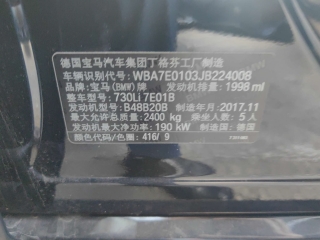 德国宝马汽车集团丁格芬工厂制造
车辆识别代号: WBA7E0103JB224008
品牌: 宝马(BMW)牌 发动机排量: 1998 ml
整车型号: 730Li 7E01B
发动机型号: B48B20B 制造年月: 2017.11
最大允许总质量: 2400 kg 乘坐人数: 5人
发动机最大净功率: 190 kW 制造国: 德国
颜色代码/色圈: 416/ 9